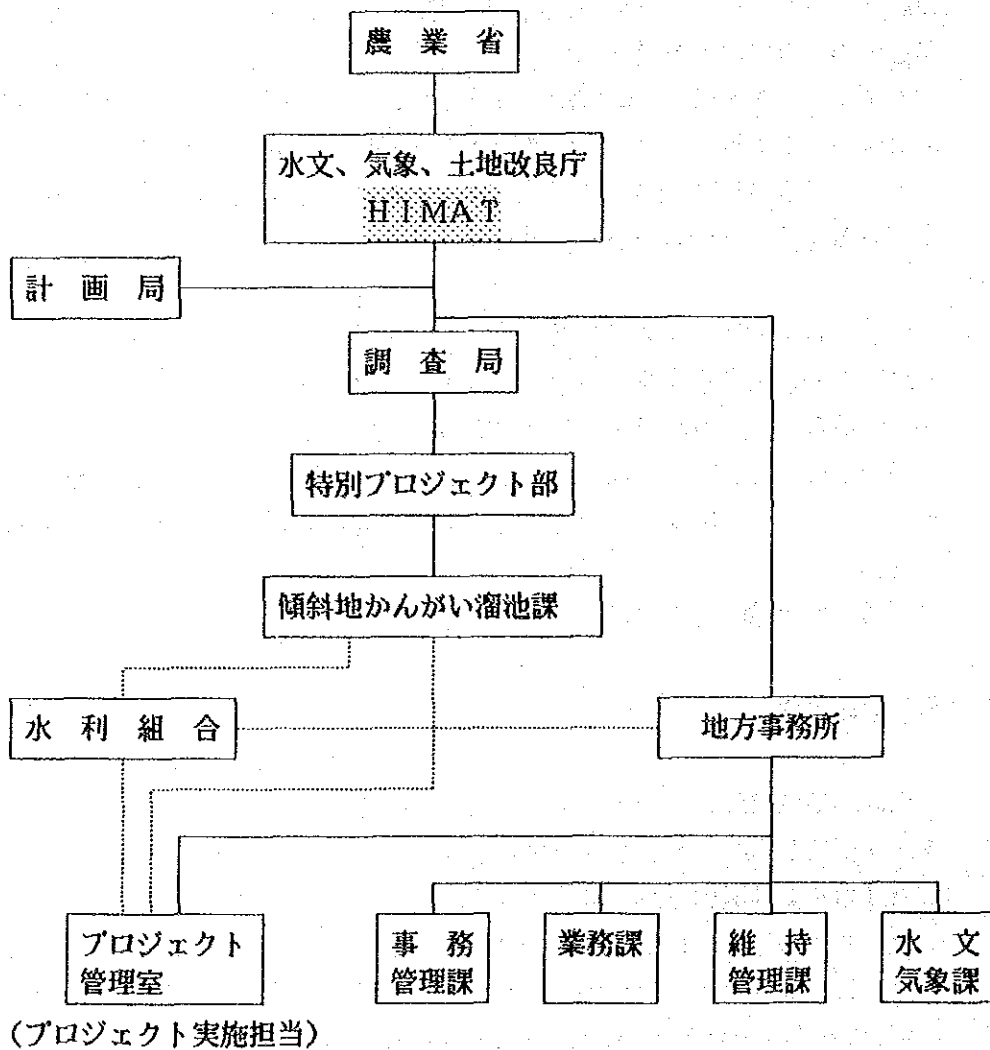 農業省
水文、気象、土地改良庁
HIMAT
計画局
調査局
特別プロジェクト部
傾斜地かんがい溜池課
水利組合
地方事務所
プロジェクト
管理室
事務
管理課
業務課
維持
管理課
水文
気象課
(プロジェクト実施担当)